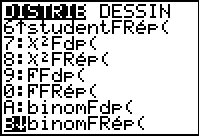 DISTRIB DESSIN
6↑studentFRép(
7:X²Fdp(
8:X²FRép(
9:FFdp(
0:FFRép(
A:binomFdp(
B↓binomFRép(